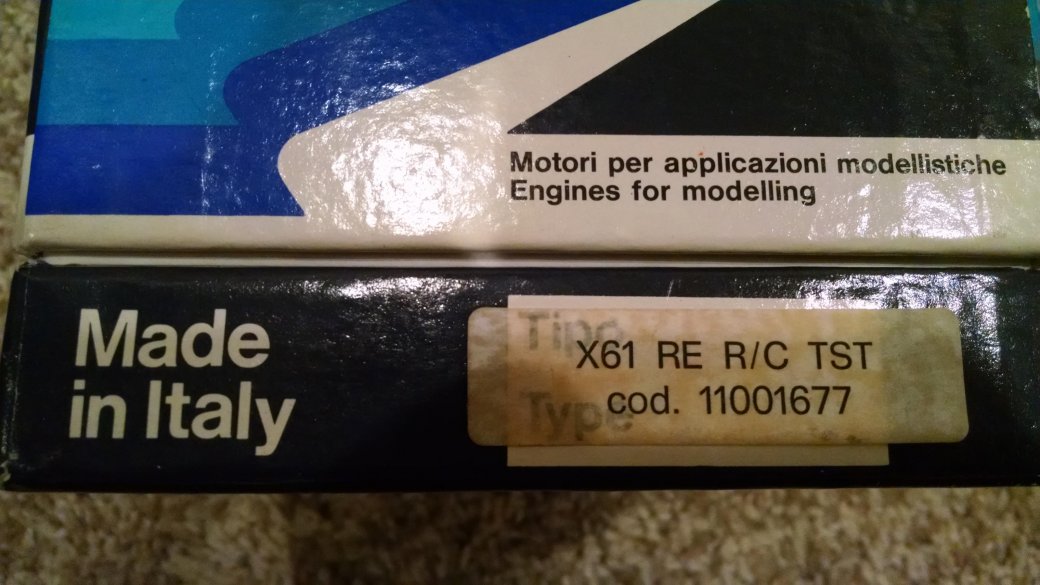 Motori per applicazioni modellistiche
Engines for modelling
Made
in Italy
Tipo
X61 RE R/C TST
Type
cod. 11001677